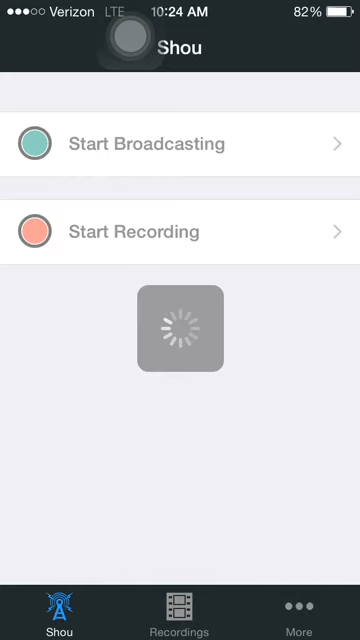 Verizon LTE 10:24 AM 82%
Shou
Start Broadcasting
Start Recording
Shou Recordings More